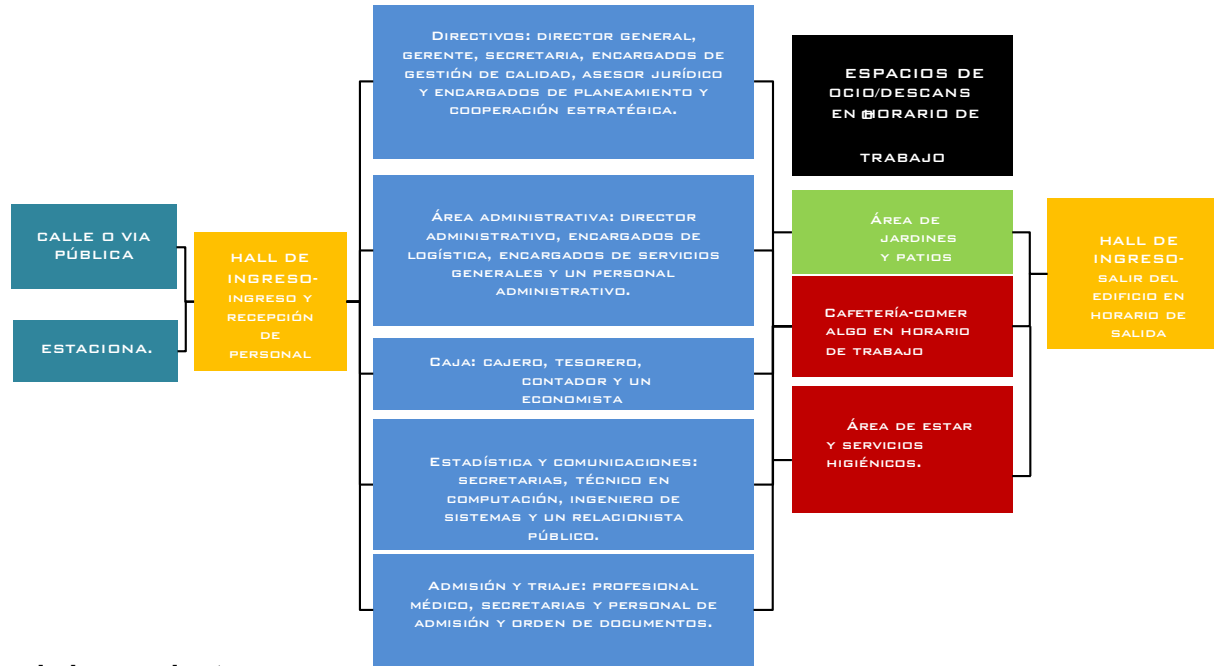 CALLE O VIA
PÚBLICA
ESTACIONA.
HALL DE
INGRESO-
INGRESO Y
RECEPCIÓN
DE
PERSONAL
DIRECTIVOS: DIRECTOR GENERAL,
GERENTE, SECRETARIA, ENCARGADOS DE
GESTIÓN DE CALIDAD, ASESOR JURÍDICO
Y ENCARGADOS DE PLANEAMIENTO Y
COOPERACIÓN ESTRATÉGICA.
ÁREA ADMINISTRATIVA: DIRECTOR
ADMINISTRATIVO, ENCARGADOS DE
LOGÍSTICA, ENCARGADOS DE SERVICIOS
GENERALES Y UN PERSONAL
ADMINISTRATIVO.
CAJA: CAJERO, TESORERO,
CONTADOR Y UN
ECONOMISTA
ESTADÍSTICA Y COMUNICACIONES:
SECRETARIAS, TÉCNICO EN
COMPUTACIÓN, INGENIERO DE
SISTEMAS Y UN RELACIONISTA
PÚBLICO.
ADMISIÓN Y TRIAJE: PROFESIONAL
MÉDICO, SECRETARIAS Y PERSONAL DE
ADMISIÓN Y ORDEN DE DOCUMENTOS.
ESPACIOS DE
OCIO/DESCANS
EN HORARIO DE
TRABAJO
ÁREA DE
JARDINES
Y PATIOS
CAFETERÍA-COMER
ALGO EN HORARIO
DE TRABAJO
ÁREA DE ESTAR
Y SERVICIOS
HIGIÉNICOS.
HALL DE
INGRESO-
SALIR DEL
EDIFICIO EN
HORARIO DE
SALIDA